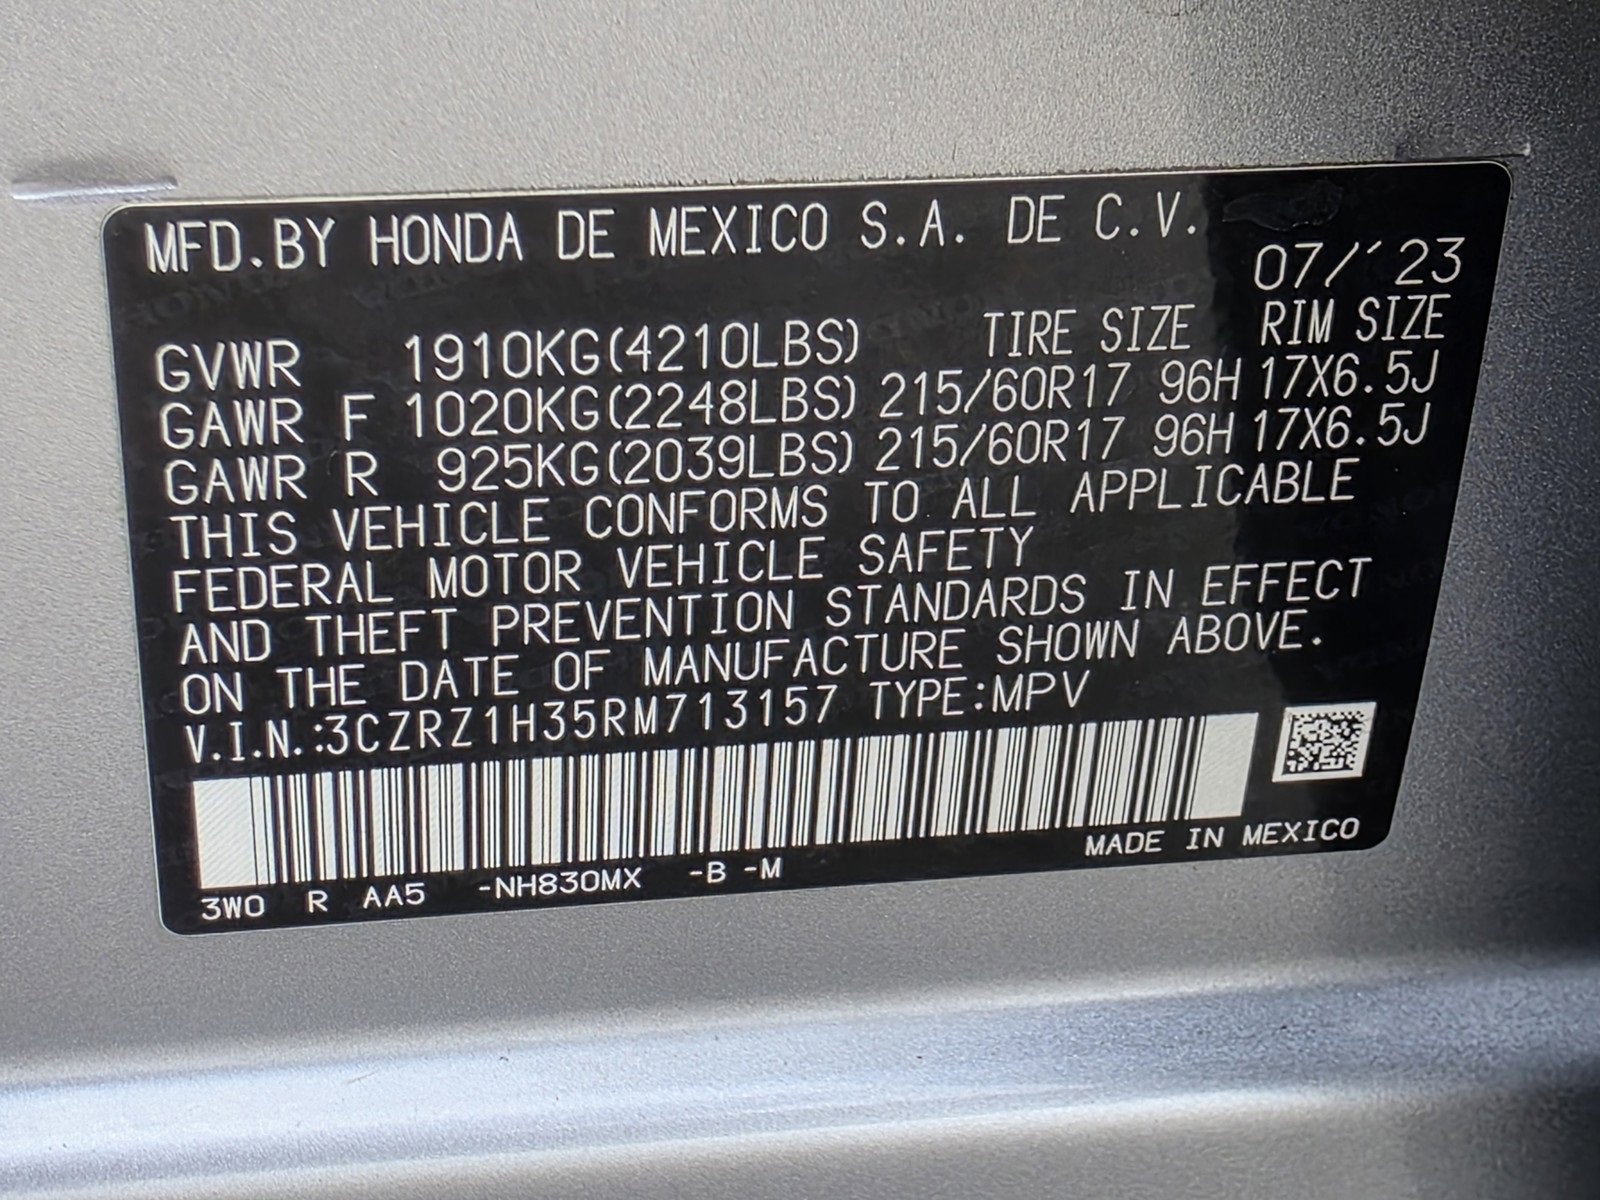 MFD.BY HONDA DE MEXICO S.A. DE C.V.
07/'23
GVWR 1910KG(4210LBS) TIRE SIZE RIM SIZE
GAWR F 1020KG(2248LBS) 215/60R17 96H 17X6.5J
GAWR R 925KG(2039LBS) 215/60R17 96H 17X6.5J
THIS VEHICLE CONFORMS TO ALL APPLICABLE
FEDERAL MOTOR VEHICLE SAFETY
AND THEFT PREVENTION STANDARDS IN EFFECT
ON THE DATE OF MANUFACTURE SHOWN ABOVE.
V.I.N.:3CZRZ1H35RM713157 TYPE:MPV
MADE IN MEXICO
3W0 R AA5 -NH830MX -B -M